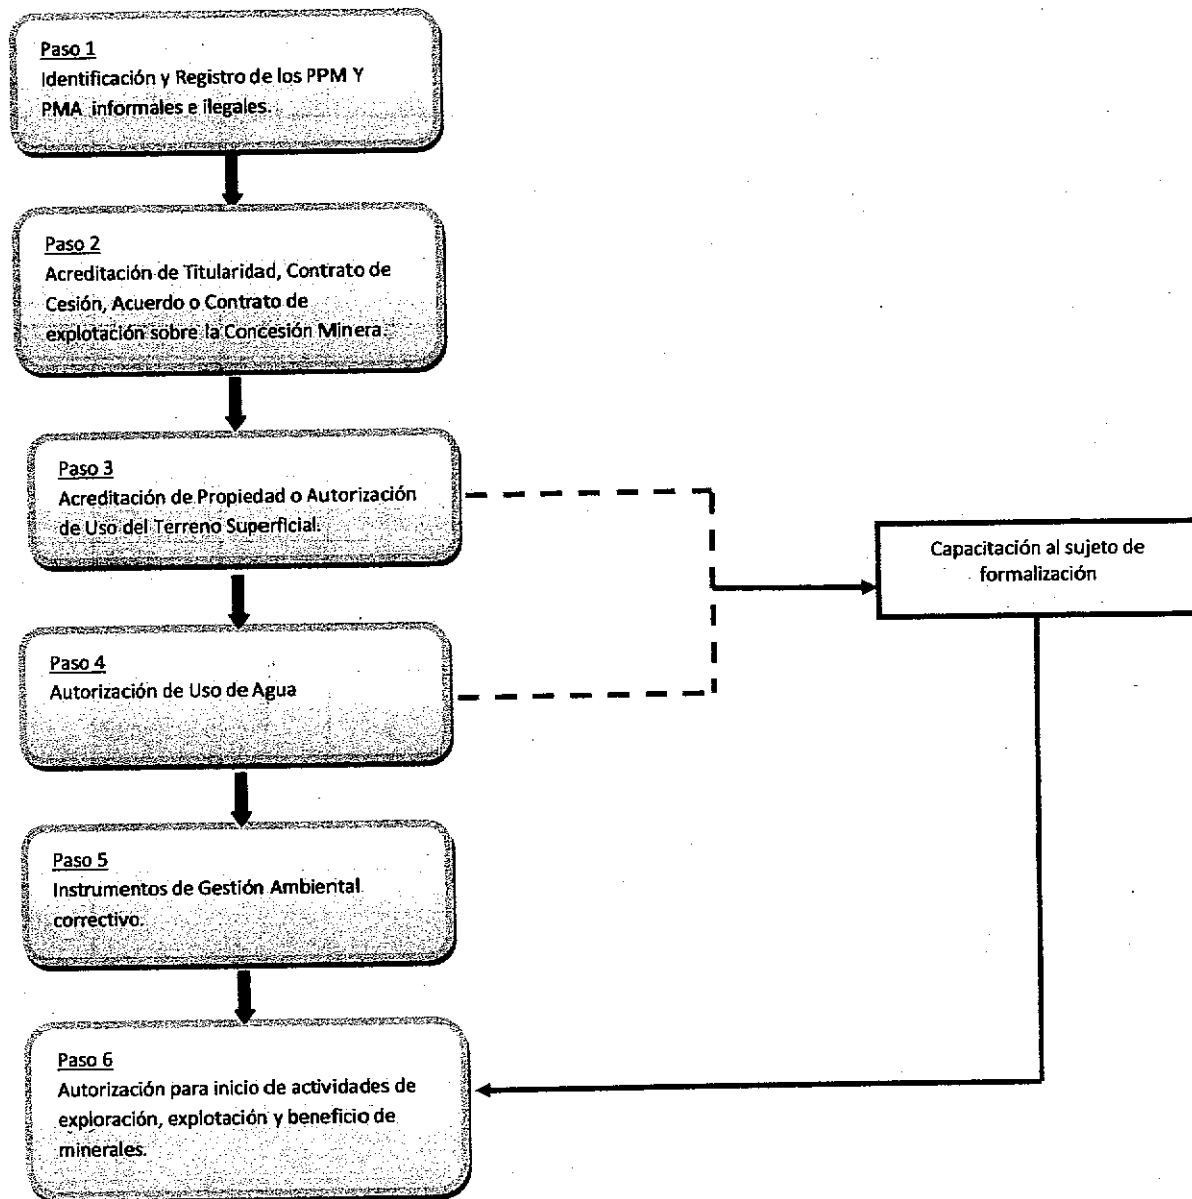 Paso 1
Identificación y Registro de los PPM Y
PMA informales e ilegales.
Paso 2
Acreditación de Titularidad, Contrato de
Cesión, Acuerdo o Contrato de
explotación sobre la Concesión Minera.
Paso 3
Acreditación de Propiedad o Autorización
de Uso del Terreno Superficial.
Capacitación al sujeto de
formalización
Paso 4
Autorización de Uso de Agua
Paso 5
Instrumentos de Gestión Ambiental
correctivo.
Paso 6
Autorización para inicio de actividades de
exploración, explotación y beneficio de
minerales.